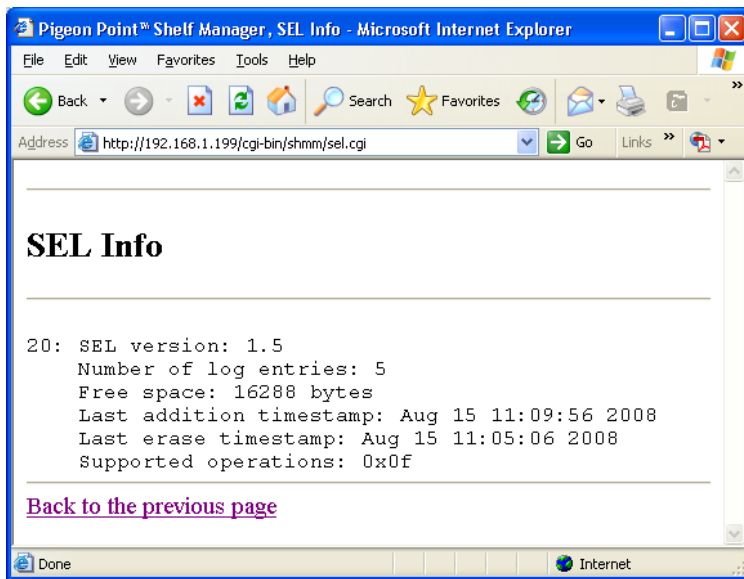 Pigeon Point™ Shelf Manager, SEL Info - Microsoft Internet Explorer
File Edit View Favorites Tools Help
Back Search Favorites »
Address http://192.168.1.199/cgi-bin/shmm/sel.cgi Go Links »
SEL Info
20: SEL version: 1.5
Number of log entries: 5
Free space: 16288 bytes
Last addition timestamp: Aug 15 11:09:56 2008
Last erase timestamp: Aug 15 11:05:06 2008
Supported operations: 0x0f
Back to the previous page
Done Internet